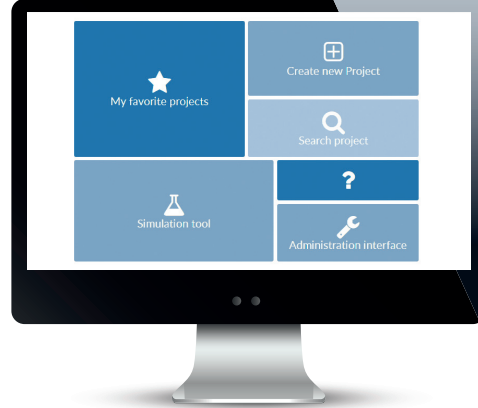 My favorite projects
Create new Project
Search project
?
Simulation tool
Administration interface